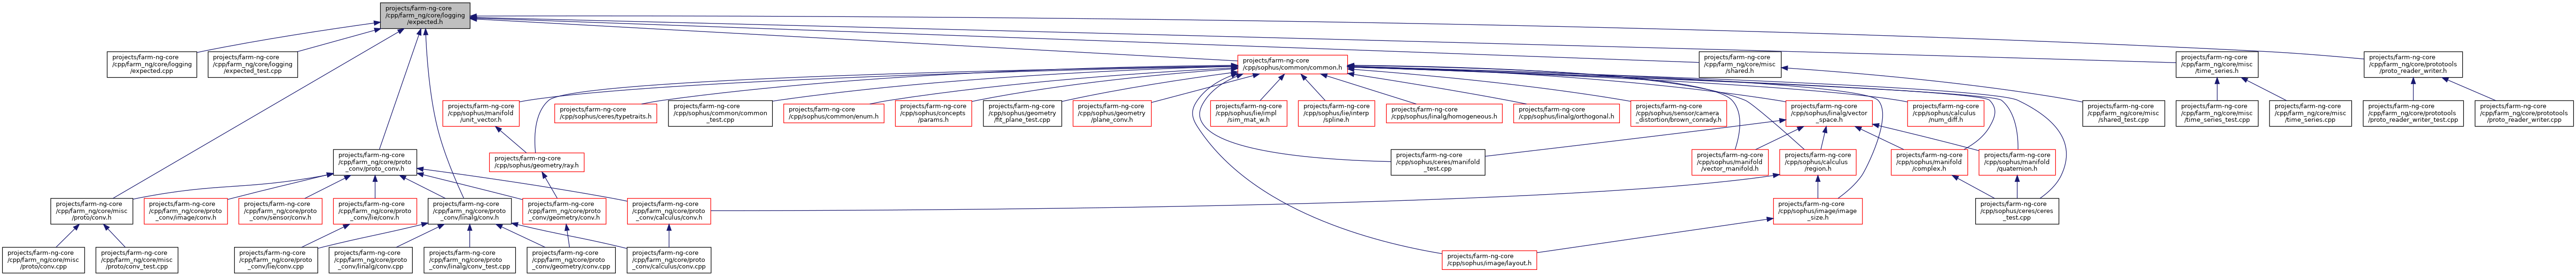 projects/farm-ng-core
/cpp/farm_ng/core/logging
/expected.h
projects/farm-ng-core
/cpp/farm_ng/core/logging
/expected.cpp
projects/farm-ng-core
/cpp/farm_ng/core/logging
/expected_test.cpp
projects/farm-ng-core
/cpp/sophus/common/common.h
projects/farm-ng-core
/cpp/farm_ng/core/misc
/shared.h
projects/farm-ng-core
/cpp/farm_ng/core/misc
/time_series.h
projects/farm-ng-core
/cpp/farm_ng/core/prototools
/proto_reader_writer.h
projects/farm-ng-core
/cpp/sophus/manifold
/unit_vector.h
projects/farm-ng-core
/cpp/sophus/ceres/typetraits.h
projects/farm-ng-core
/cpp/sophus/common/common
_test.cpp
projects/farm-ng-core
/cpp/sophus/common/enum.h
projects/farm-ng-core
/cpp/sophus/concepts
/params.h
projects/farm-ng-core
/cpp/sophus/geometry
/fit_plane_test.cpp
projects/farm-ng-core
/cpp/sophus/geometry
/plane_conv.h
projects/farm-ng-core
/cpp/sophus/lie/impl
/sim_mat_w.h
projects/farm-ng-core
/cpp/sophus/lie/interp
/spline.h
projects/farm-ng-core
/cpp/sophus/linalg/homogeneous.h
projects/farm-ng-core
/cpp/sophus/linalg/orthogonal.h
projects/farm-ng-core
/cpp/sophus/sensor/camera
_distortion/brown_conrady.h
projects/farm-ng-core
/cpp/sophus/linalg/vector
_space.h
projects/farm-ng-core
/cpp/sophus/calculus
/num_diff.h
projects/farm-ng-core
/cpp/farm_ng/core/misc
/shared_test.cpp
projects/farm-ng-core
/cpp/farm_ng/core/misc
/time_series_test.cpp
projects/farm-ng-core
/cpp/farm_ng/core/misc
/time_series.cpp
projects/farm-ng-core
/cpp/farm_ng/core/prototools
/proto_reader_writer_test.cpp
projects/farm-ng-core
/cpp/farm_ng/core/prototools
/proto_reader_writer.cpp
projects/farm-ng-core
/cpp/farm_ng/core/proto
_conv/proto_conv.h
projects/farm-ng-core
/cpp/sophus/geometry/ray.h
projects/farm-ng-core
/cpp/sophus/ceres/manifold
_test.cpp
projects/farm-ng-core
/cpp/sophus/manifold
/vector_manifold.h
projects/farm-ng-core
/cpp/sophus/calculus
/region.h
projects/farm-ng-core
/cpp/sophus/manifold
/complex.h
projects/farm-ng-core
/cpp/sophus/manifold
/quaternion.h
projects/farm-ng-core
/cpp/farm_ng/core/misc
/proto/conv.h
projects/farm-ng-core
/cpp/farm_ng/core/proto
_conv/image/conv.h
projects/farm-ng-core
/cpp/farm_ng/core/proto
_conv/sensor/conv.h
projects/farm-ng-core
/cpp/farm_ng/core/proto
_conv/lie/conv.h
projects/farm-ng-core
/cpp/farm_ng/core/proto
_conv/linalg/conv.h
projects/farm-ng-core
/cpp/farm_ng/core/proto
_conv/geometry/conv.h
projects/farm-ng-core
/cpp/farm_ng/core/proto
_conv/calculus/conv.h
projects/farm-ng-core
/cpp/sophus/image/image
_size.h
projects/farm-ng-core
/cpp/sophus/ceres/ceres
_test.cpp
projects/farm-ng-core
/cpp/farm_ng/core/misc
/proto/conv.cpp
projects/farm-ng-core
/cpp/farm_ng/core/misc
/proto/conv_test.cpp
projects/farm-ng-core
/cpp/farm_ng/core/proto
_conv/lie/conv.cpp
projects/farm-ng-core
/cpp/farm_ng/core/proto
_conv/linalg/conv.cpp
projects/farm-ng-core
/cpp/farm_ng/core/proto
_conv/linalg/conv_test.cpp
projects/farm-ng-core
/cpp/farm_ng/core/proto
_conv/geometry/conv.cpp
projects/farm-ng-core
/cpp/farm_ng/core/proto
_conv/calculus/conv.cpp
projects/farm-ng-core
/cpp/sophus/image/layout.h